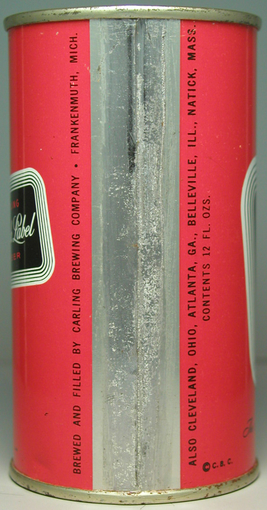 Label
BREWED AND FILLED BY CARLING BREWING COMPANY • FRANKENMUTH, MICH.
ALSO CLEVELAND, OHIO, ATLANTA, GA., BELLEVILLE, ILL., NATICK, MASS.
CONTENTS 12 FL. OZS.
© C. B. C.